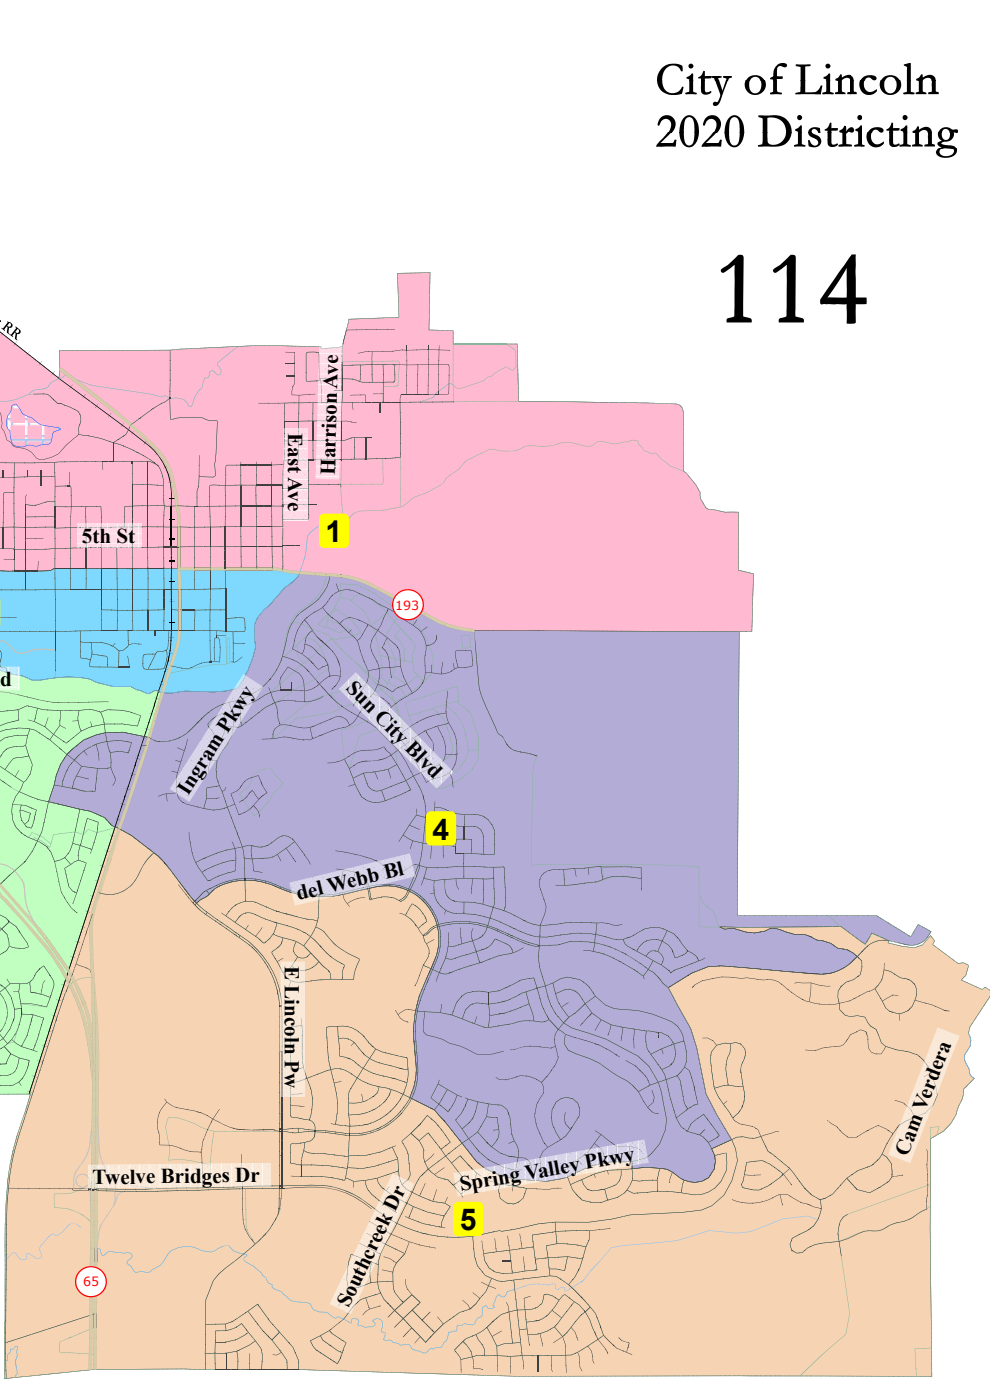 City of Lincoln
2020 Districting
114
RR
Harrison Ave
East Ave
5th St
1
193
d
Ingram Pkwy
Sun City Blvd
4
del Webb Bl
E Lincoln Pw
Cam Verdera
Twelve Bridges Dr
Spring Valley Pkwy
Southcreek Dr
5
65